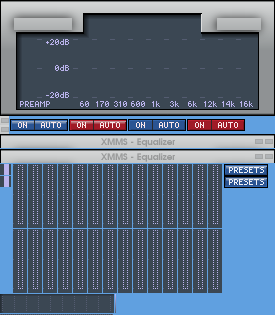 +20dB
0dB
-20dB
PREAMP 60 170 310 600 1k 3k 6k 12k 14k 16k
ON AUTO ON AUTO ON AUTO ON AUTO
XMMS - Equalizer
XMMS - Equalizer
PRESETS
PRESETS